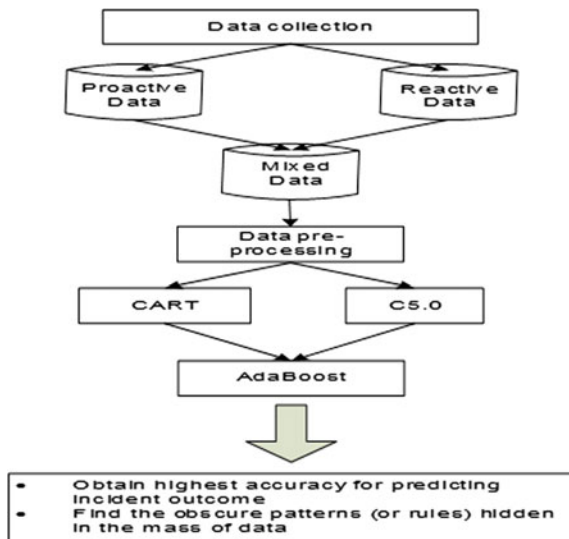 Data collection
Proactive
Data
Reactive
Data
Mixed
Data
Data pre-
processing
CART
C5.0
AdaBoost
• Obtain highest accuracy for predicting
incident outcome
• Find the obscure patterns (or rules) hidden
in the mass of data